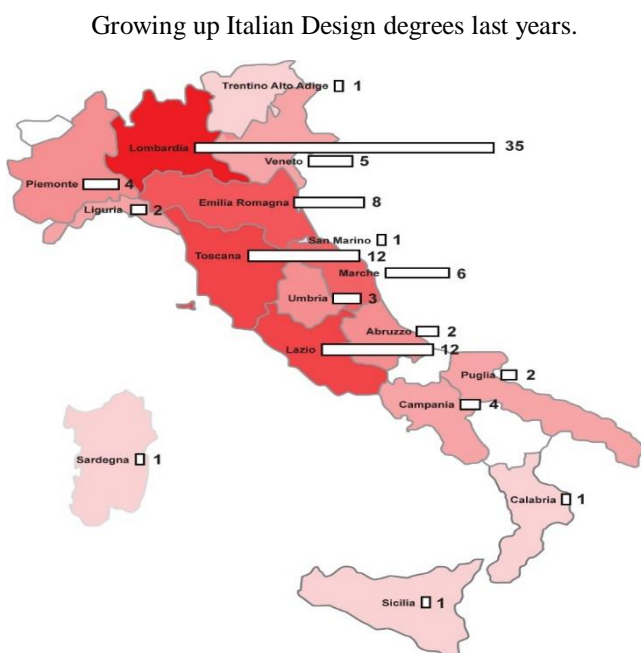 Growing up Italian Design degrees last years.
Trentino Alto Adige 1
Lombardia 35
Veneto 5
Piemonte 4
Emilia Romagna 8
Liguria 2
San Marino 1
Toscana 12
Marche 6
Umbria 3
Abruzzo 2
Lazio 12
Puglia 2
Campania 4
Sardegna 1
Calabria 1
Sicilia 1